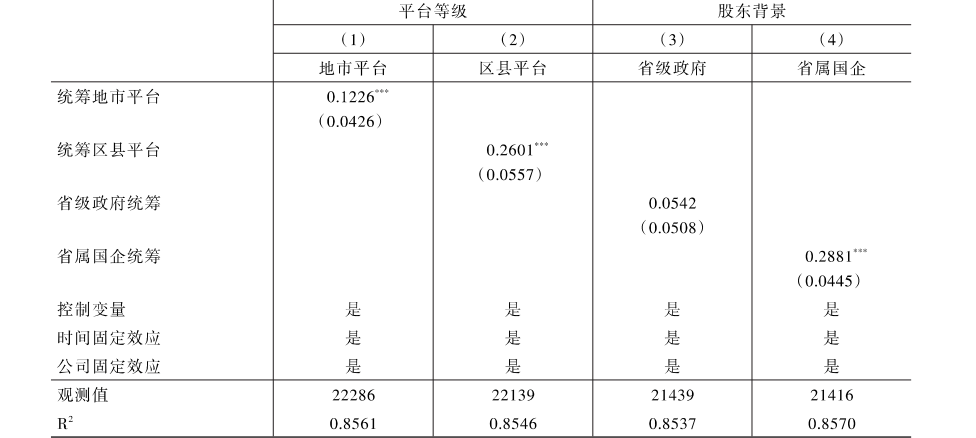 平台等级 股东背景
（1） （2） （3） （4）
地市平台 区县平台 省级政府 省属国企
统筹地市平台 0.1226***
（0.0426）
统筹区县平台 0.2601***
（0.0557）
省级政府统筹 0.0542
（0.0508）
省属国企统筹 0.2881***
（0.0445）
控制变量 是 是 是 是
时间固定效应 是 是 是 是
公司固定效应 是 是 是 是
观测值 22286 22139 21439 21416
R² 0.8561 0.8546 0.8537 0.8570